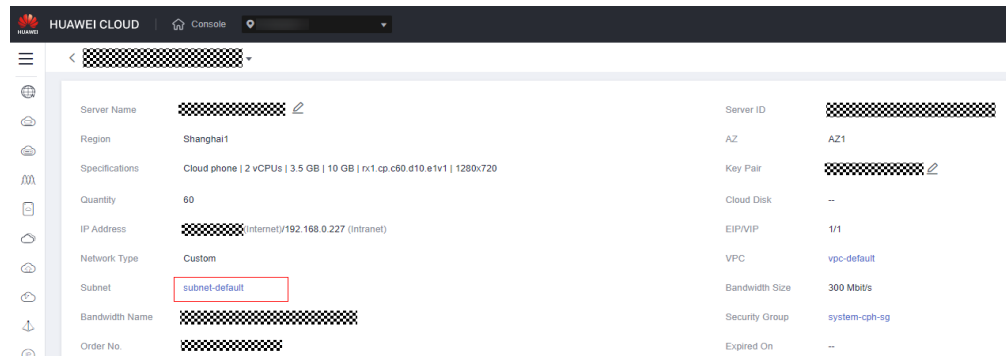 HUAWEI HUAWEI CLOUD Console
Server Name Server ID
Region Shanghai1 AZ AZ1
Specifications Cloud phone | 2 vCPUs | 3.5 GB | 10 GB | rx1.cp.c60.d10.e1v1 | 1280x720 Key Pair
Quantity 60 Cloud Disk --
IP Address (Internet)/192.168.0.227 (Intranet) EIP/VIP 1/1
Network Type Custom VPC vpc-default
Subnet subnet-default Bandwidth Size 300 Mbit/s
Bandwidth Name Security Group system-cph-sg
Order No. Expired On --